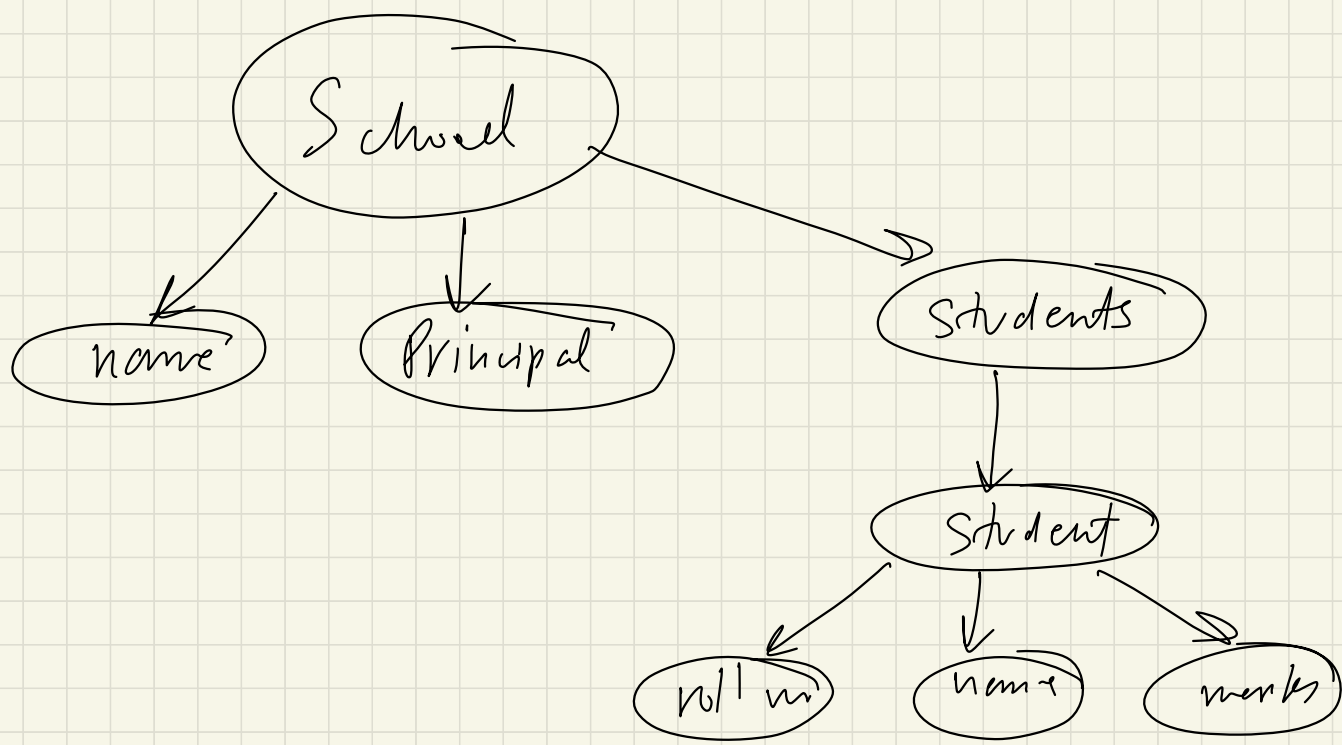 School
name
Principal
Students
Student
roll no
name
marks